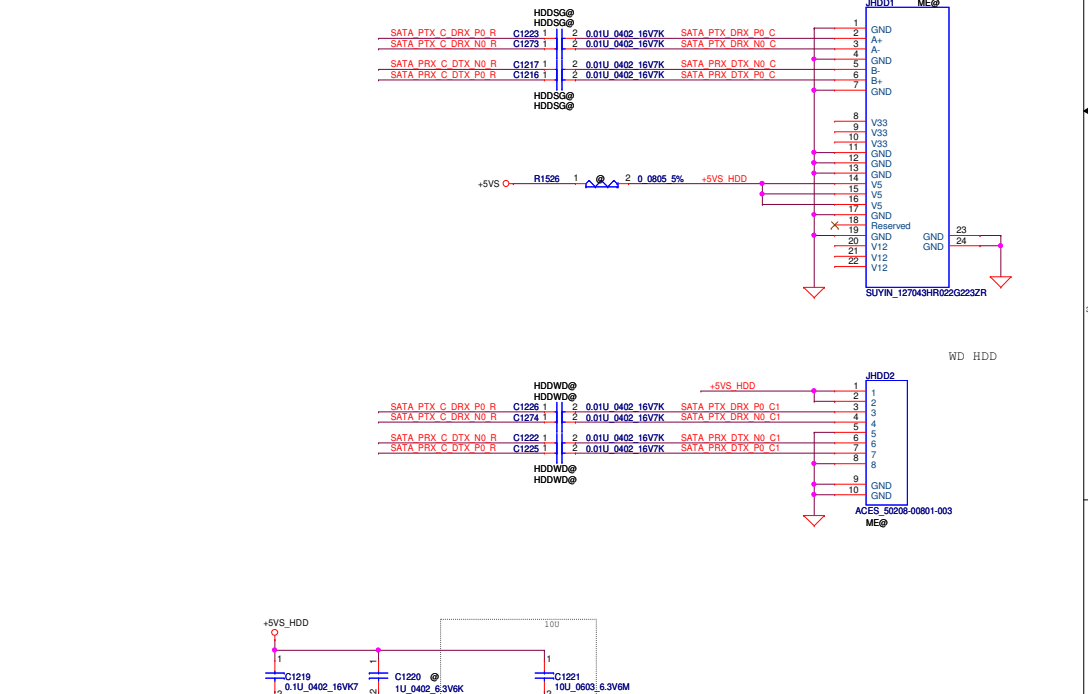 JHDD1 ME@
HDDSG@
HDDSG@
SATA_PTX_C_DRX_P0_R C1223 1 2 0.01U_0402_16V7K SATA_PTX_DRX_P0_C
SATA_PTX_C_DRX_N0_R C1273 1 2 0.01U_0402_16V7K SATA_PTX_DRX_N0_C
SATA_PRX_C_DTX_N0_R C1217 1 2 0.01U_0402_16V7K SATA_PRX_DTX_N0_C
SATA_PRX_C_DTX_P0_R C1216 1 2 0.01U_0402_16V7K SATA_PRX_DTX_P0_C
HDDSG@
HDDSG@
1 GND
2 A+
3 A-
4 GND
5 B-
6 B+
7 GND
8 V33
9 V33
10 V33
11 GND
12 GND
13 GND
+5VS R1526 1 @ 2 0_0805_5% +5VS_HDD
14 V5
15 V5
16 V5
17 GND
18 Reserved
19 GND GND 23
20 V12 GND 24
21 V12
22 V12
SUYIN_127043HR022G223ZR
WD HDD
JHDD2
HDDWD@
HDDWD@
+5VS_HDD
SATA_PTX_C_DRX_P0_R C1226 1 2 0.01U_0402_16V7K SATA_PTX_DRX_P0_C1
SATA_PTX_C_DRX_N0_R C1274 1 2 0.01U_0402_16V7K SATA_PTX_DRX_N0_C1
SATA_PRX_C_DTX_N0_R C1222 1 2 0.01U_0402_16V7K SATA_PRX_DTX_N0_C1
SATA_PRX_C_DTX_P0_R C1225 1 2 0.01U_0402_16V7K SATA_PRX_DTX_P0_C1
HDDWD@
HDDWD@
1 1
2 2
3 3
4 4
5 5
6 6
7 7
8 8
9 GND
10 GND
ACES_50208-00801-003
ME@
+5VS_HDD
10U
1 1 1
C1219 C1220 @ C1221
0.1U_0402_16VK7 1U_0402_6.3V6K 10U_0603_6.3V6M
2 2 2